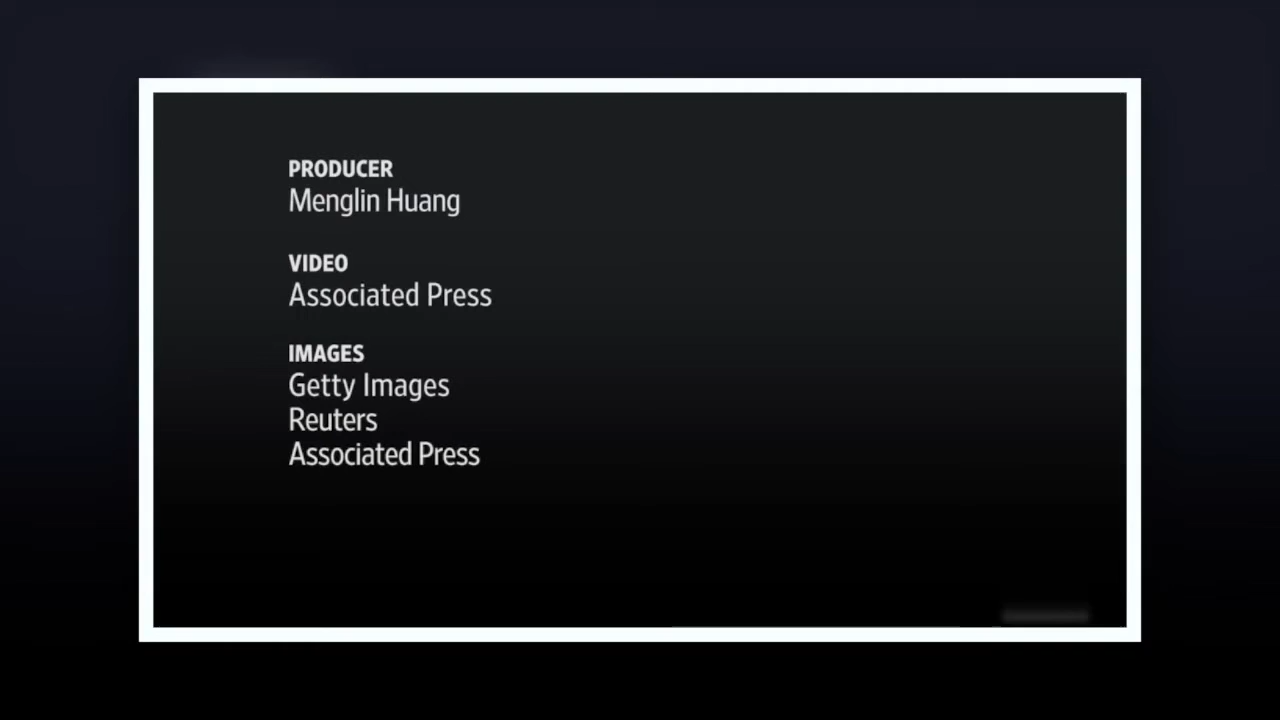 PRODUCER
Menglin Huang
VIDEO
Associated Press
IMAGES
Getty Images
Reuters
Associated Press